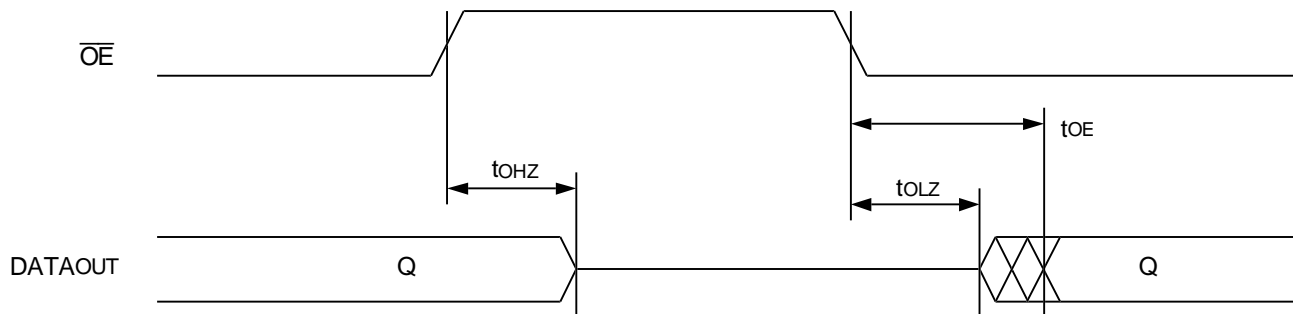 OE
tOE
tOHZ
tOLZ
DATAOUT Q Q